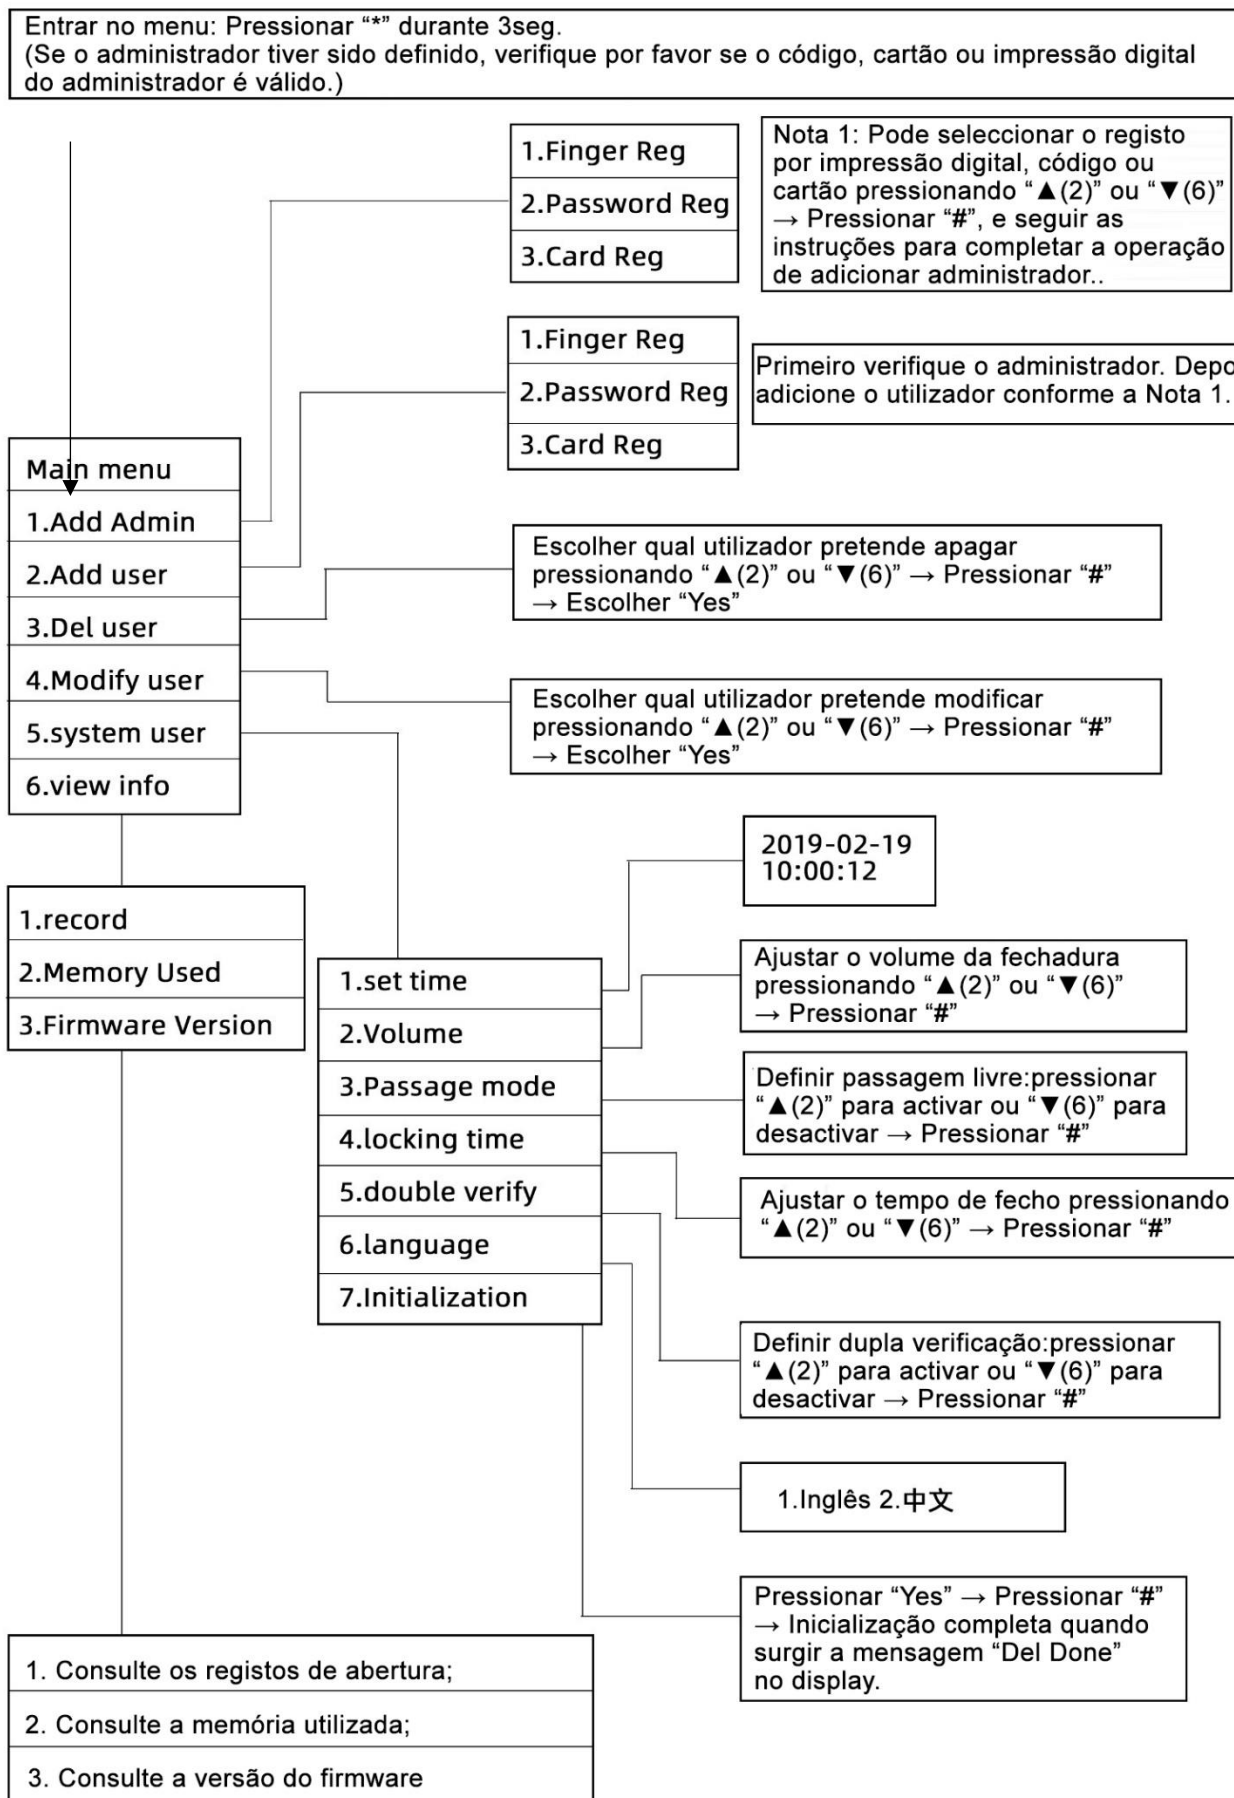 Entrar no menu: Pressionar “*” durante 3seg.
(Se o administrador tiver sido definido, verifique por favor se o código, cartão ou impressão digital
do administrador é válido.)
1.Finger Reg
2.Password Reg
3.Card Reg
Nota 1: Pode seleccionar o registo
por impressão digital, código ou
cartão pressionando “▲(2)” ou “▼(6)”
→ Pressionar “#”, e seguir as
instruções para completar a operação
de adicionar administrador..
1.Finger Reg
2.Password Reg
3.Card Reg
Primeiro verifique o administrador. Depo
adicione o utilizador conforme a Nota 1.
Main menu
1.Add Admin
2.Add user
3.Del user
4.Modify user
5.system user
6.view info
Escolher qual utilizador pretende apagar
pressionando “▲(2)” ou “▼(6)” → Pressionar “#”
→ Escolher “Yes”
Escolher qual utilizador pretende modificar
pressionando “▲(2)” ou “▼(6)” → Pressionar “#”
→ Escolher “Yes”
1.record
2.Memory Used
3.Firmware Version
1.set time
2.Volume
3.Passage mode
4.locking time
5.double verify
6.language
7.Initialization
2019-02-19
10:00:12
Ajustar o volume da fechadura
pressionando “▲(2)” ou “▼(6)”
→ Pressionar “#”
Definir passagem livre:pressionar
“▲(2)” para activar ou “▼(6)” para
desactivar → Pressionar “#”
Ajustar o tempo de fecho pressionando
“▲(2)” ou “▼(6)” → Pressionar “#”
Definir dupla verificação:pressionar
“▲(2)” para activar ou “▼(6)” para
desactivar → Pressionar “#”
1.Inglês 2.中文
Pressionar “Yes” → Pressionar “#”
→ Inicialização completa quando
surgir a mensagem “Del Done”
no display.
1. Consulte os registos de abertura;
2. Consulte a memória utilizada;
3. Consulte a versão do firmware